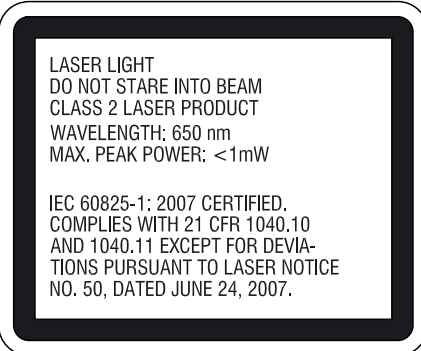 LASER LIGHT
DO NOT STARE INTO BEAM
CLASS 2 LASER PRODUCT
WAVELENGTH: 650 nm
MAX. PEAK POWER: <1mW
IEC 60825-1: 2007 CERTIFIED.
COMPLIES WITH 21 CFR 1040.10
AND 1040.11 EXCEPT FOR DEVIA-
TIONS PURSUANT TO LASER NOTICE
NO. 50, DATED JUNE 24, 2007.